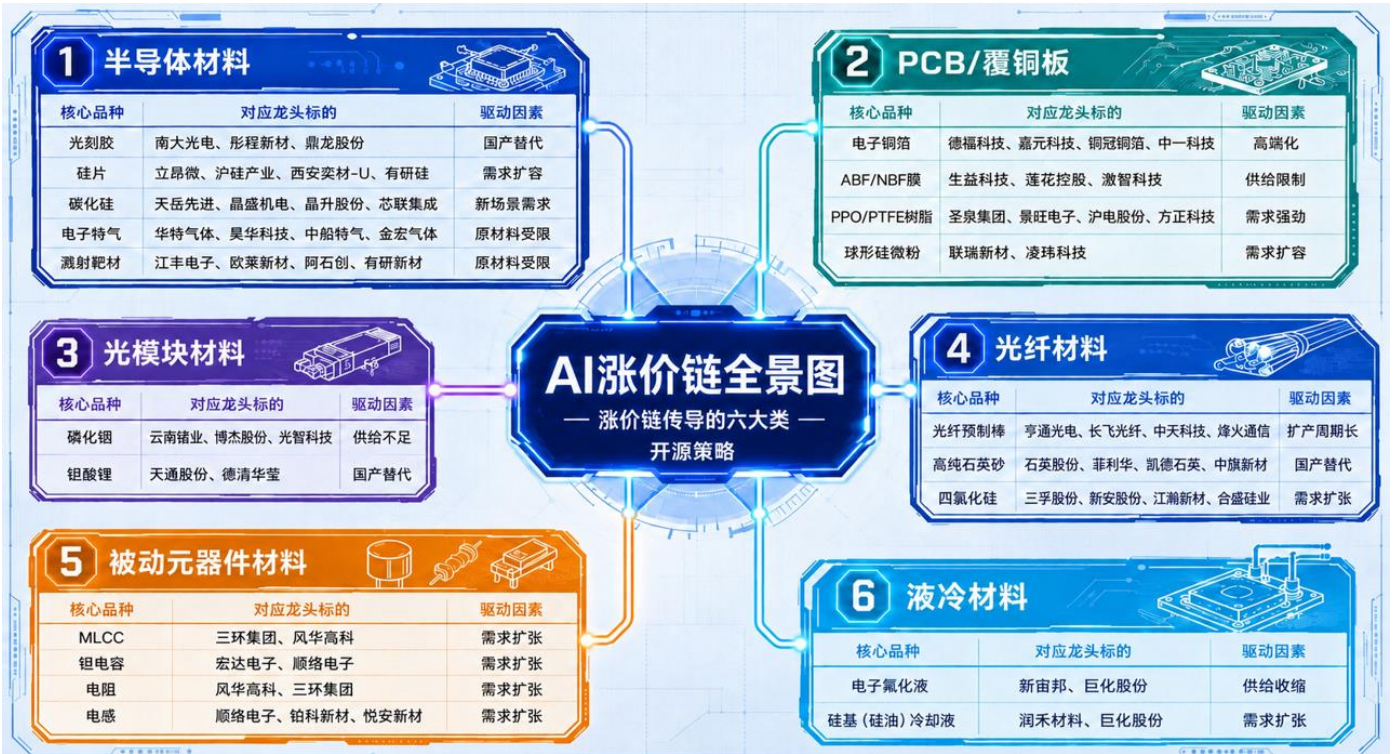 1 半导体材料
核心品种 对应龙头标的 驱动因素
光刻胶 南大光电、彤程新材、鼎龙股份 国产替代
硅片 立昂微、沪硅产业、西安奕材-U、有研硅 需求扩容
碳化硅 天岳先进、晶盛机电、晶升股份、芯联集成 新场景需求
电子特气 华特气体、昊华科技、中船特气、金宏气体 原材料受限
溅射靶材 江丰电子、欧莱新材、阿石创、有研新材 原材料受限
2 PCB/覆铜板
核心品种 对应龙头标的 驱动因素
电子铜箔 德福科技、嘉元科技、铜冠铜箔、中一科技 高端化
ABF/NBF膜 生益科技、莲花控股、激智科技 供给限制
PPO/PTFE树脂 圣泉集团、景旺电子、沪电股份、方正科技 需求强劲
球形硅微粉 联瑞新材、凌玮科技 需求扩容
AI涨价链全景图
— 涨价链传导的六大类 —
开源策略
3 光模块材料
核心品种 对应龙头标的 驱动因素
磷化铟 云南锗业、博杰股份、光智科技 供给不足
钽酸锂 天通股份、德清华莹 国产替代
4 光纤材料
核心品种 对应龙头标的 驱动因素
光纤预制棒 亨通光电、长飞光纤、中天科技、烽火通信 扩产周期长
高纯石英砂 石英股份、菲利华、凯德石英、中旗新材 国产替代
四氯化硅 三孚股份、新安股份、江瀚新材、合盛硅业 需求扩张
5 被动元器件材料
核心品种 对应龙头标的 驱动因素
MLCC 三环集团、风华高科 需求扩张
钽电容 宏达电子、顺络电子 需求扩张
电阻 风华高科、三环集团 需求扩张
电感 顺络电子、铂科新材、悦安新材 需求扩张
6 液冷材料
核心品种 对应龙头标的 驱动因素
电子氟化液 新宙邦、巨化股份 供给收缩
硅基(硅油)冷却液 润禾材料、巨化股份 需求扩张